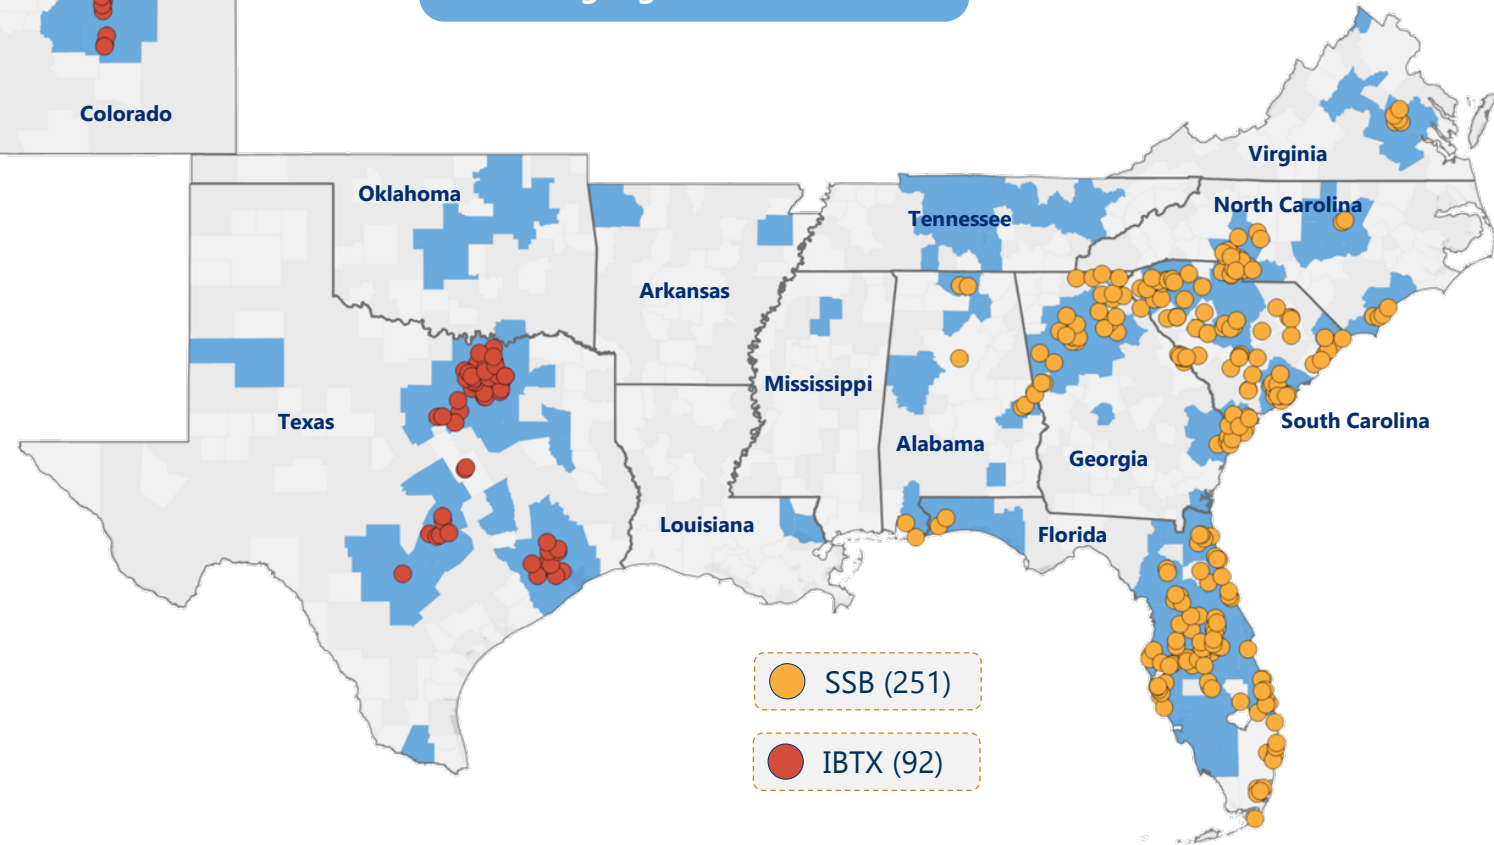 Colorado
Virginia
Oklahoma
North Carolina
Tennessee
Arkansas
Mississippi
Texas
South Carolina
Alabama
Georgia
Louisiana
Florida
SSB (251)
IBTX (92)